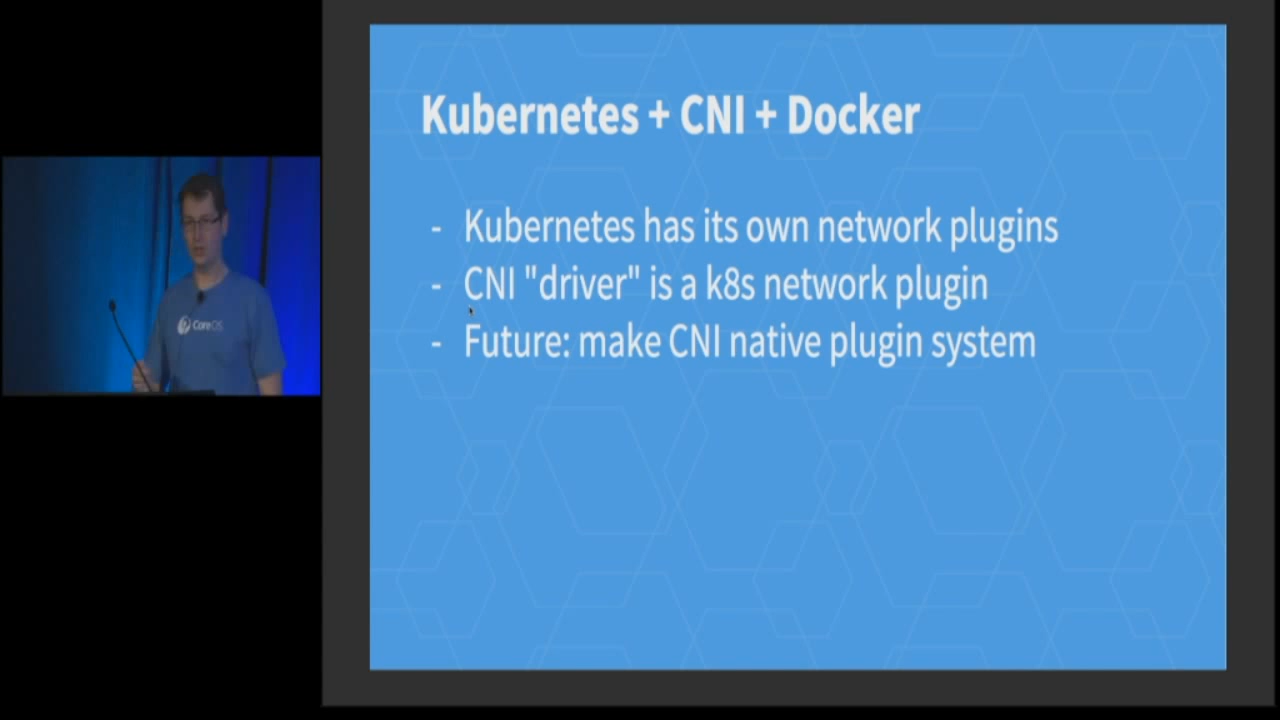 Kubernetes + CNI + Docker
- Kubernetes has its own network plugins
- CNI "driver" is a k8s network plugin
- Future: make CNI native plugin system
CoreOS